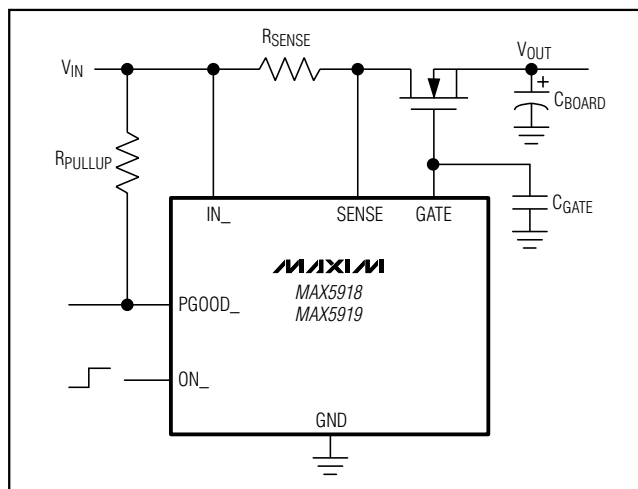 RSENSE
VIN
VOUT
+
CBOARD
RPULLUP
CGATE
IN_
SENSE
GATE
MAXIM
PGOOD_
MAX5918
MAX5919
ON_
GND